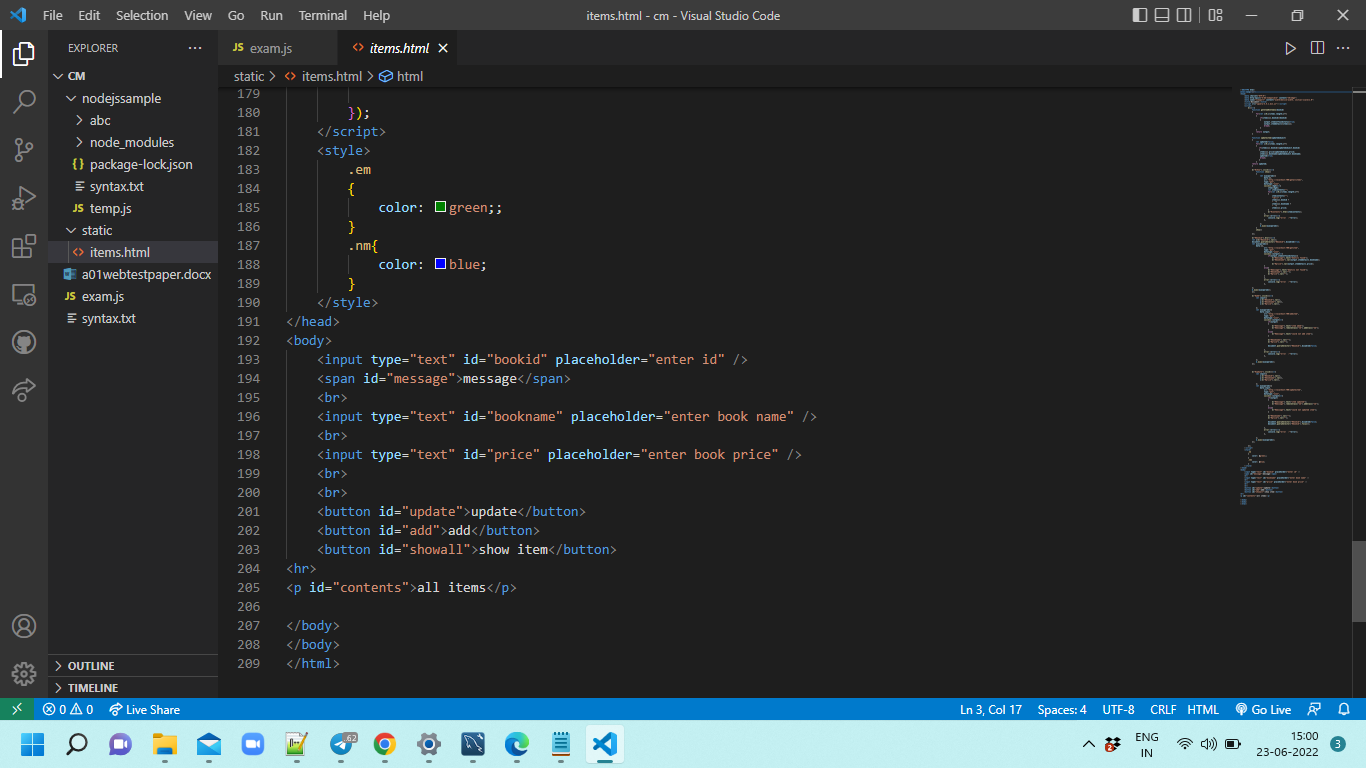 File Edit Selection View Go Run Terminal Help
items.html - cm - Visual Studio Code
EXPLORER
CM
nodejssample
abc
node_modules
package-lock.json
syntax.txt
JS temp.js
static
items.html
a01webtestpaper.docx
JS exam.js
syntax.txt
OUTLINE
TIMELINE
JS exam.js
items.html
static > items.html > html
179
180 });
181 </script>
182 <style>
183 .em
184 {
185 color: green;;
186 }
187 .nm{
188 color: blue;
189 }
190 </style>
191 </head>
192 <body>
193 <input type="text" id="bookid" placeholder="enter id" />
194 <span id="message">message</span>
195 <br>
196 <input type="text" id="bookname" placeholder="enter book name" />
197 <br>
198 <input type="text" id="price" placeholder="enter book price" />
199 <br>
200 <br>
201 <button id="update">update</button>
202 <button id="add">add</button>
203 <button id="showall">show item</button>
204 <hr>
205 <p id="contents">all items</p>
206
207 </body>
208 </body>
209 </html>
0 0 Live Share
Ln 3, Col 17 Spaces: 4 UTF-8 CRLF HTML Go Live
62
2
ENG
IN
15:00
23-06-2022
3